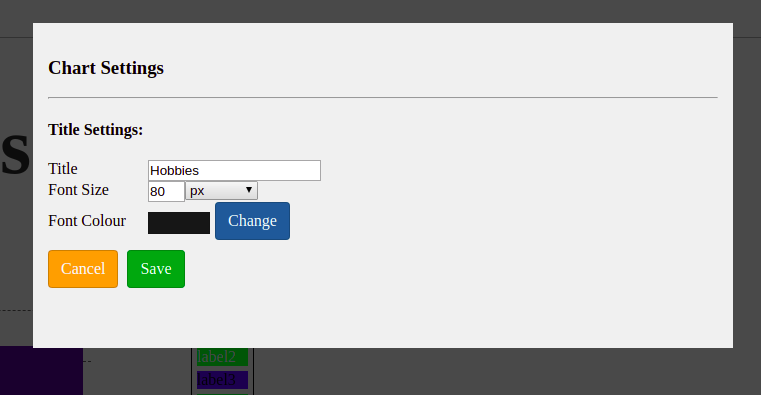 Chart Settings
Title Settings:
Title Hobbies
Font Size 80 px
Font Colour Change
Cancel Save
s
label2
label3